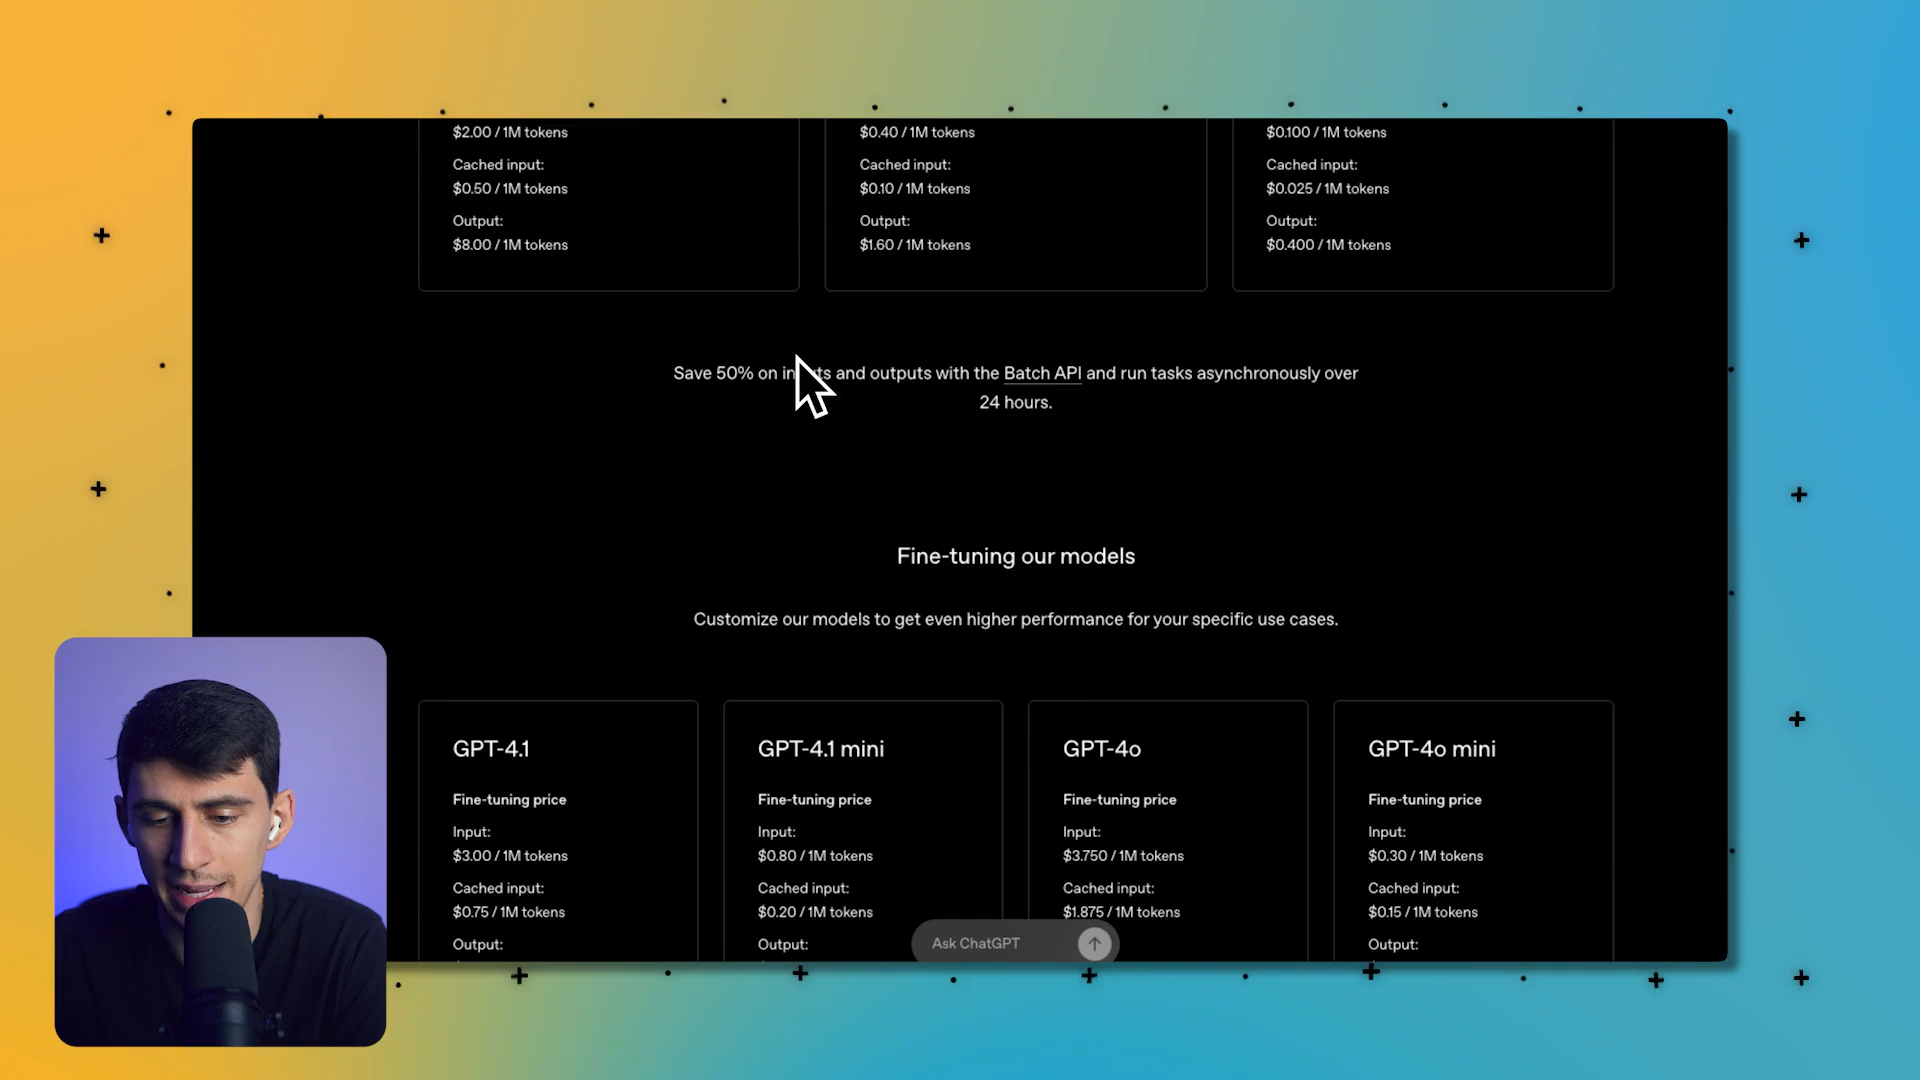 $2.00 / 1M tokens
Cached input:
$0.50 / 1M tokens
Output:
$8.00 / 1M tokens
$0.40 / 1M tokens
Cached input:
$0.10 / 1M tokens
Output:
$1.60 / 1M tokens
$0.100 / 1M tokens
Cached input:
$0.025 / 1M tokens
Output:
$0.400 / 1M tokens
Save 50% on inputs and outputs with the Batch API and run tasks asynchronously over
24 hours.
Fine-tuning our models
Customize our models to get even higher performance for your specific use cases.
GPT-4.1
Fine-tuning price
Input:
$3.00 / 1M tokens
Cached input:
$0.75 / 1M tokens
Output:
GPT-4.1 mini
Fine-tuning price
Input:
$0.80 / 1M tokens
Cached input:
$0.20 / 1M tokens
Output:
GPT-4o
Fine-tuning price
Input:
$3.750 / 1M tokens
Cached input:
$1.875 / 1M tokens
GPT-4o mini
Fine-tuning price
Input:
$0.30 / 1M tokens
Cached input:
$0.15 / 1M tokens
Output:
Ask ChatGPT